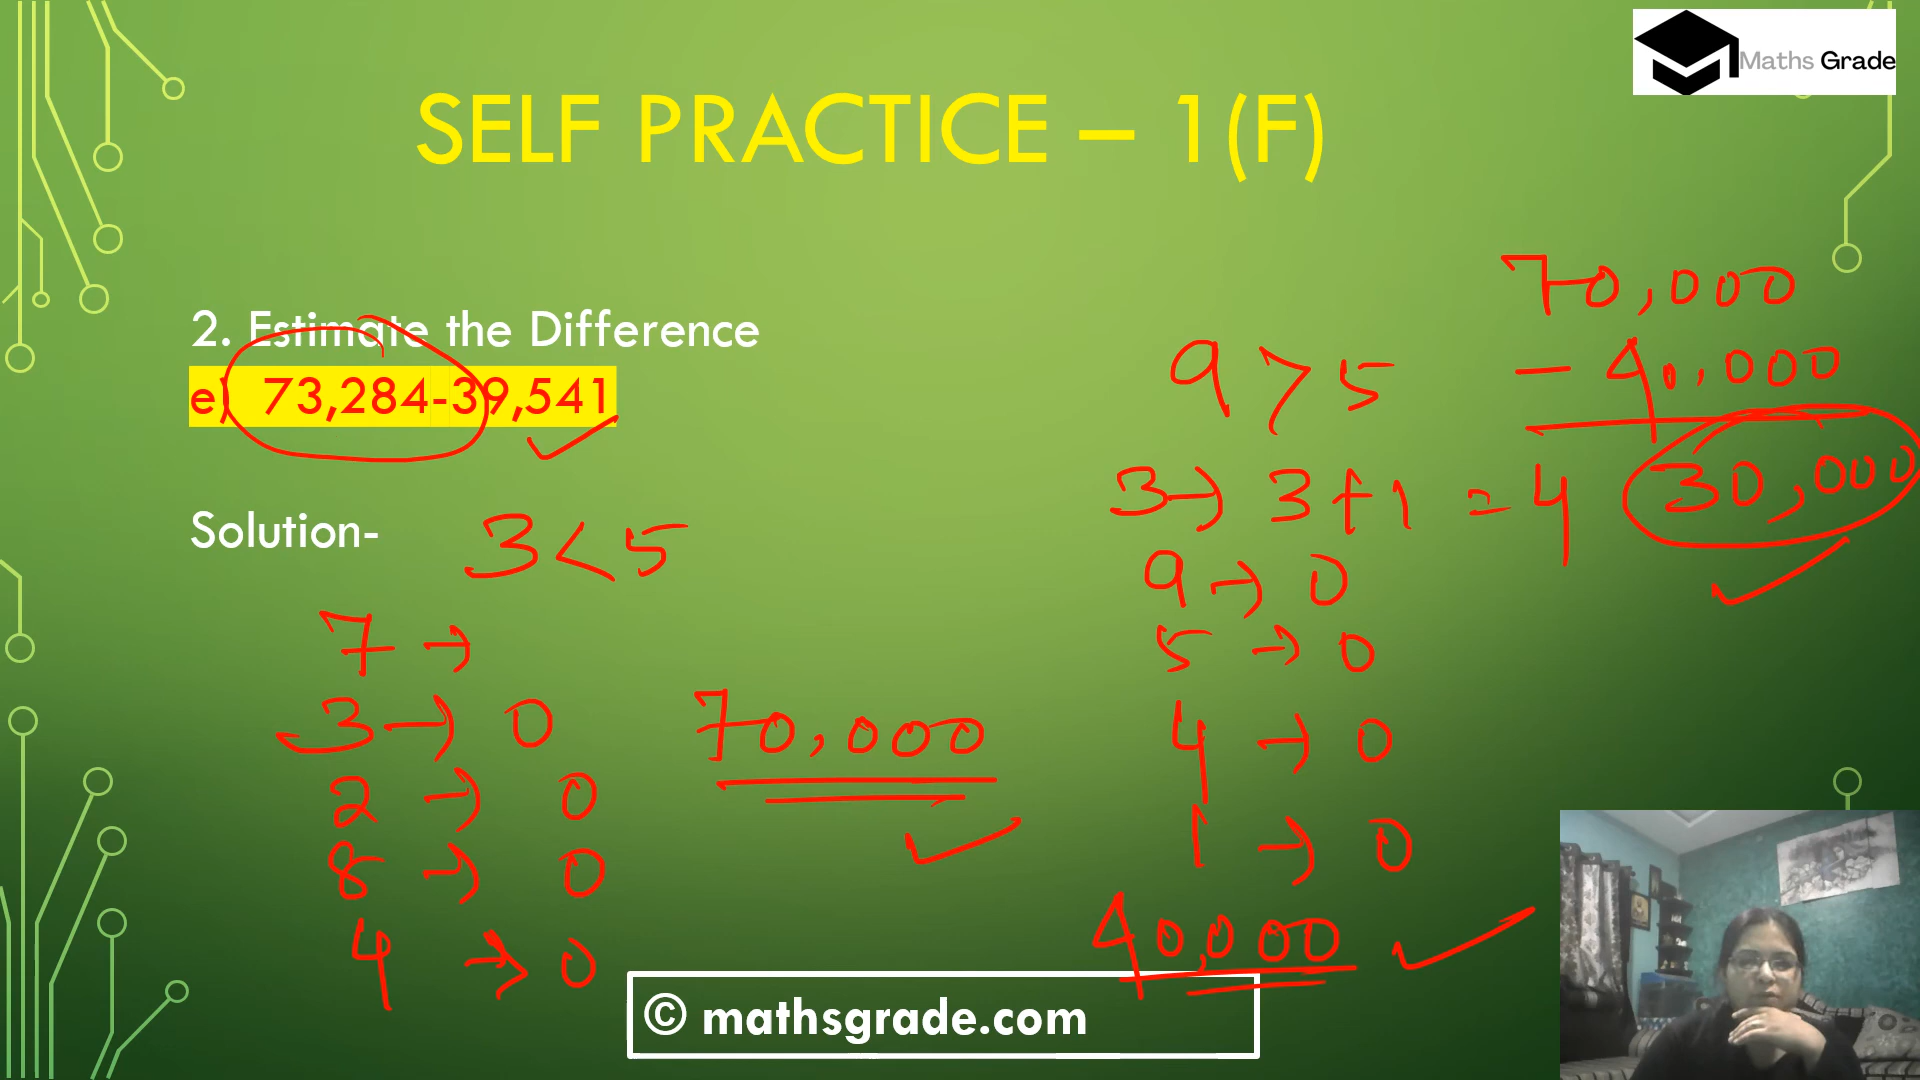 Maths Grade
SELF PRACTICE – 1(F)
2. Estimate the Difference
e) 73,284-39,541
Solution-
3 < 5
7 →
3 → 0
2 → 0
8 → 0
4 → 0
70,000
9 > 5
3 → 3+1 = 4
9 → 0
5 → 0
4 → 0
1 → 0
40,000
70,000
- 40,000
30,000
© mathsgrade.com